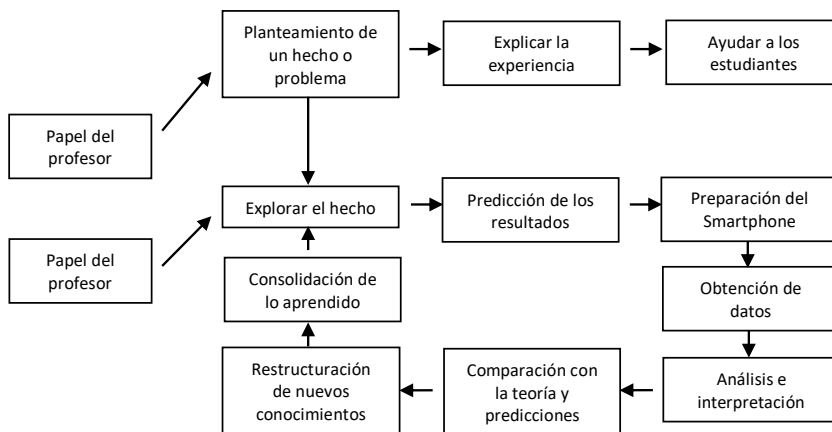 Planteamiento de
un hecho o
problema
Explicar la
experiencia
Ayudar a los
estudiantes
Papel del
profesor
Explorar el hecho
Predicción de los
resultados
Preparación del
Smartphone
Papel del
profesor
Consolidación de
lo aprendido
Obtención de
datos
Restructuración
de nuevos
conocimientos
Comparación con
la teoría y
predicciones
Análisis e
interpretación